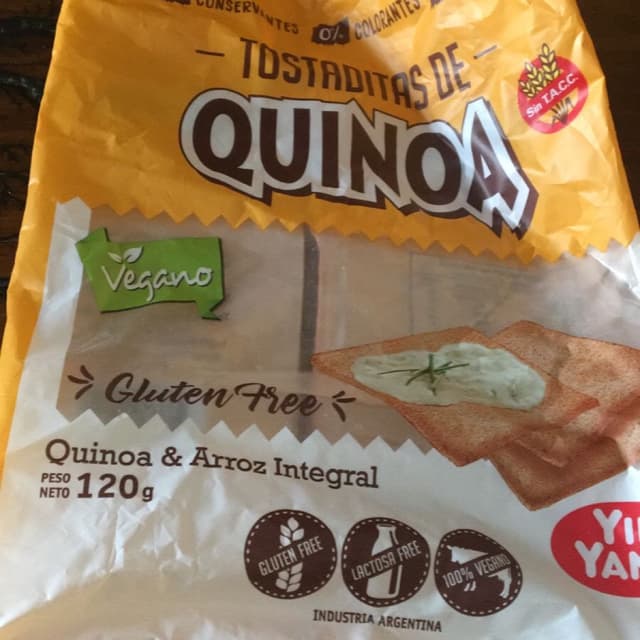 CONSERVANTES
0% COLORANTES
TOSTADITAS DE
QUINOA
Sin T.A.C.C.
Vegano
Gluten Free
Quinoa & Arroz Integral
PESO NETO 120g
GLUTEN FREE
LACTOSA FREE
100% VEGANO
INDUSTRIA ARGENTINA